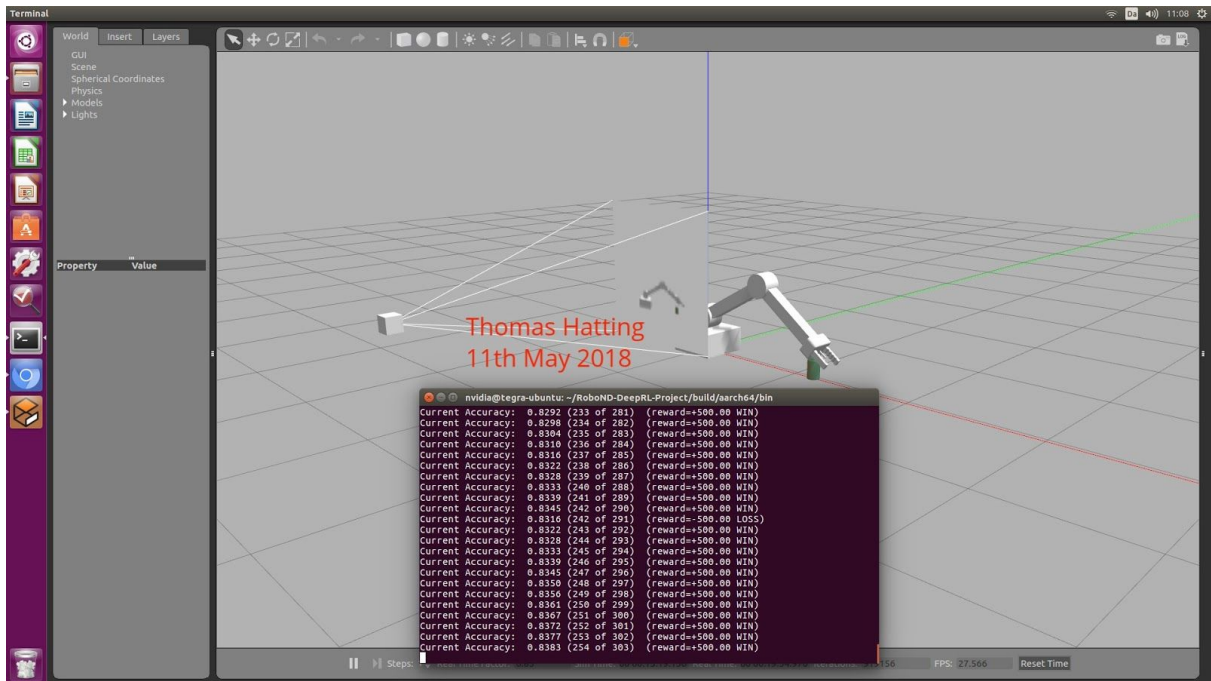 Terminal
Da
11:08
World Insert Layers
GUI
Scene
Spherical Coordinates
Physics
Models
Lights
Property Value
LOG
Thomas Hatting
11th May 2018
nvidia@tegra-ubuntu: ~/RoboND-DeepRL-Project/build/aarch64/bin
Current Accuracy: 0.8292 (233 of 281) (reward=+500.00 WIN)
Current Accuracy: 0.8298 (234 of 282) (reward=+500.00 WIN)
Current Accuracy: 0.8304 (235 of 283) (reward=+500.00 WIN)
Current Accuracy: 0.8310 (236 of 284) (reward=+500.00 WIN)
Current Accuracy: 0.8316 (237 of 285) (reward=+500.00 WIN)
Current Accuracy: 0.8322 (238 of 286) (reward=+500.00 WIN)
Current Accuracy: 0.8328 (239 of 287) (reward=+500.00 WIN)
Current Accuracy: 0.8333 (240 of 288) (reward=+500.00 WIN)
Current Accuracy: 0.8339 (241 of 289) (reward=+500.00 WIN)
Current Accuracy: 0.8345 (242 of 290) (reward=+500.00 WIN)
Current Accuracy: 0.8316 (242 of 291) (reward=-500.00 LOSS)
Current Accuracy: 0.8322 (243 of 292) (reward=+500.00 WIN)
Current Accuracy: 0.8328 (244 of 293) (reward=+500.00 WIN)
Current Accuracy: 0.8333 (245 of 294) (reward=+500.00 WIN)
Current Accuracy: 0.8339 (246 of 295) (reward=+500.00 WIN)
Current Accuracy: 0.8345 (247 of 296) (reward=+500.00 WIN)
Current Accuracy: 0.8350 (248 of 297) (reward=+500.00 WIN)
Current Accuracy: 0.8356 (249 of 298) (reward=+500.00 WIN)
Current Accuracy: 0.8361 (250 of 299) (reward=+500.00 WIN)
Current Accuracy: 0.8367 (251 of 300) (reward=+500.00 WIN)
Current Accuracy: 0.8372 (252 of 301) (reward=+500.00 WIN)
Current Accuracy: 0.8377 (253 of 302) (reward=+500.00 WIN)
Current Accuracy: 0.8383 (254 of 303) (reward=+500.00 WIN)
Steps: FPS: 27.566 Reset Time